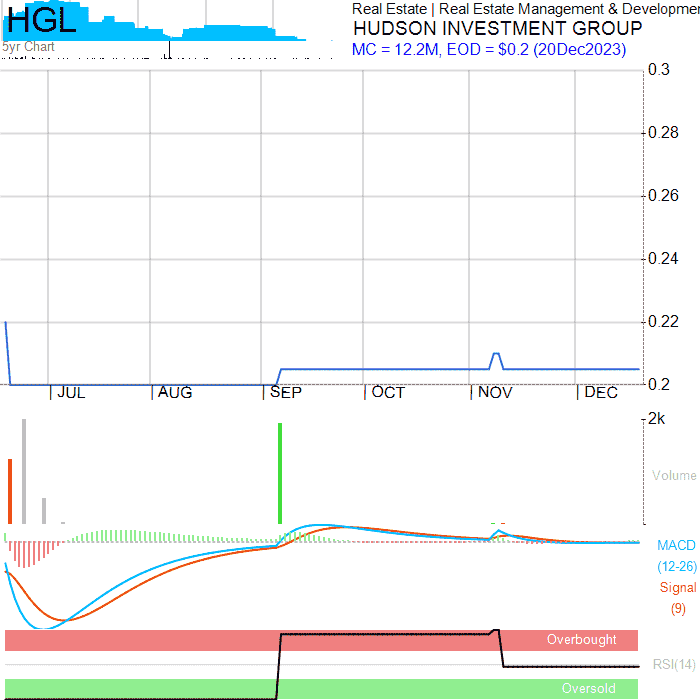 HGL
Real Estate | Real Estate Management & Developmen
HUDSON INVESTMENT GROUP
5yr Chart
MC = 12.2M, EOD = $0.2 (20Dec2023)
0.3
0.28
0.26
0.24
0.22
0.2
JUL AUG SEP OCT NOV DEC
2k
Volume
MACD
(12-26)
Signal
(9)
Overbought
RSI(14)
Oversold